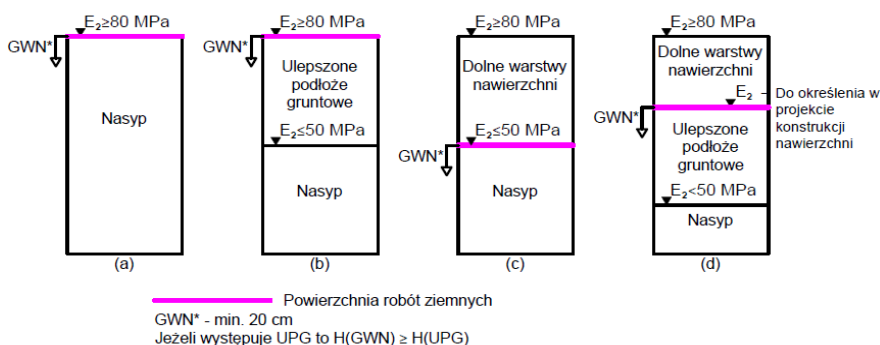 E₂≥80 MPa
GWN*
Nasyp
(a)
E₂≥80 MPa
GWN*
Ulepszone
podłoże
gruntowe
E₂≤50 MPa
Nasyp
(b)
E₂≥80 MPa
Dolne warstwy
nawierzchni
E₂≤50 MPa
GWN*
Nasyp
(c)
E₂≥80 MPa
Dolne warstwy
nawierzchni
E₂ – Do określenia w
projekcie
konstrukcji
nawierzchni
GWN*
Ulepszone
podłoże
gruntowe
E₂<50 MPa
Nasyp
(d)
Powierzchnia robót ziemnych
GWN* - min. 20 cm
Jeżeli występuje UPG to H(GWN) ≥ H(UPG)